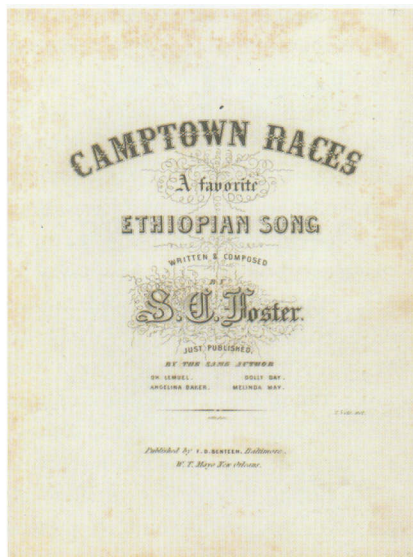 CAMPTOWN RACES
A favorite
ETHIOPIAN SONG
WRITTEN & COMPOSED
BY
S. C. Foster.
JUST PUBLISHED,
BY THE SAME AUTHOR
OH LEMUEL. DOLLY DAY.
ANGELINA BAKER. MELINDA MAY.
Published by F. D. BENTEEN, Baltimore,
W. T. Mayo New Orleans.